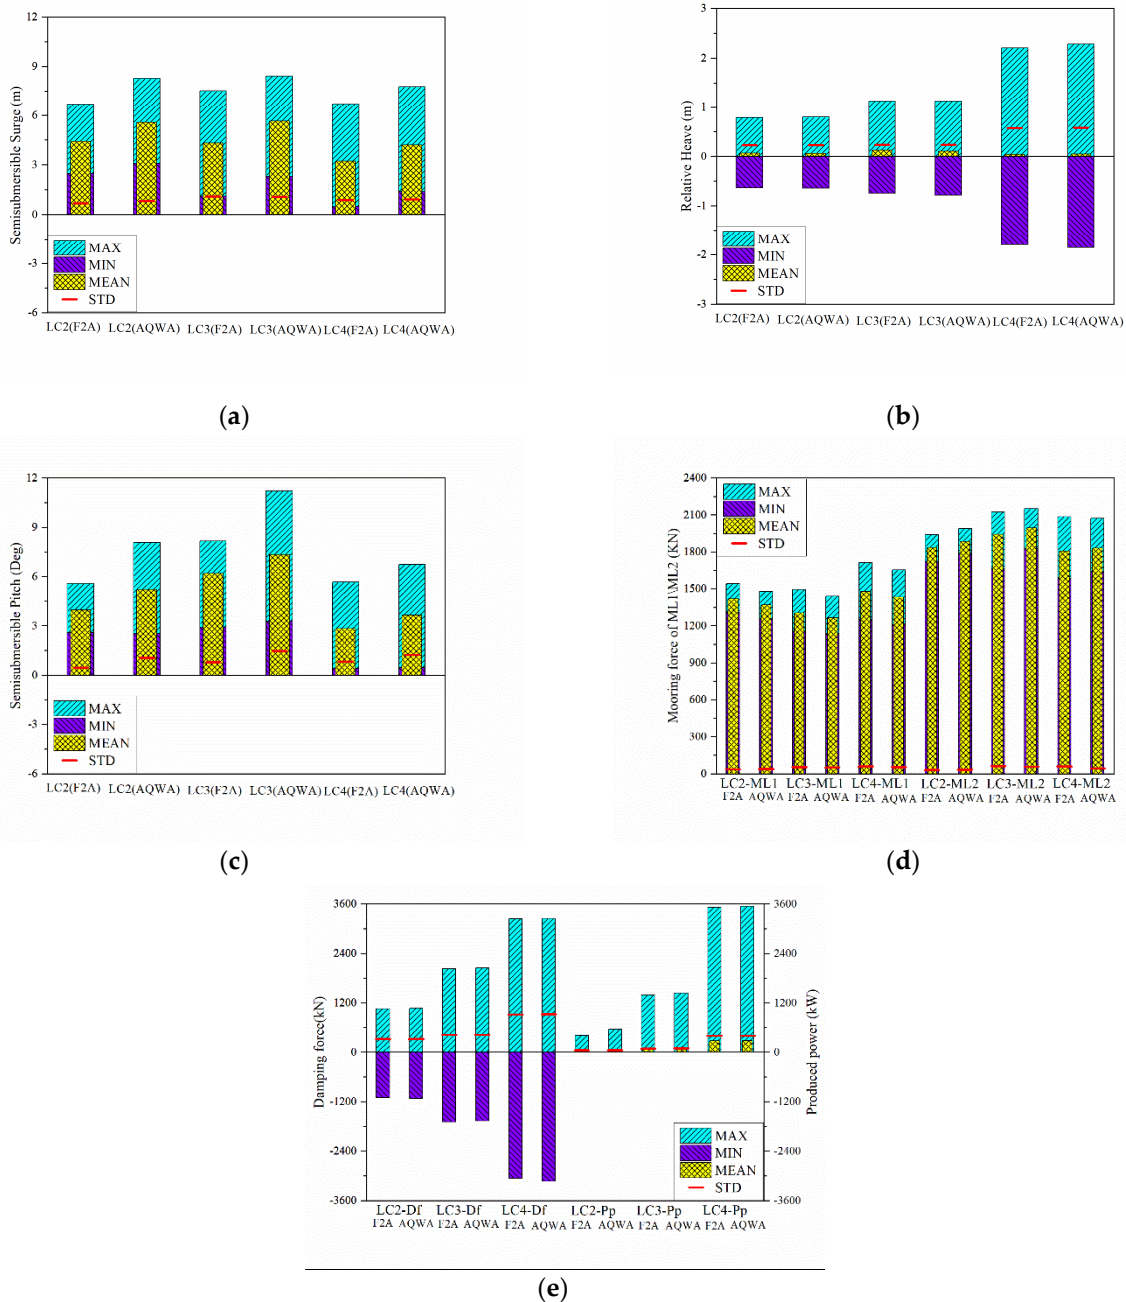 12
9
6
3
0
-3
-6
Semisubmersible Surge (m)
MAX
MIN
MEAN
STD
LC2(F2A) LC2(AQWA) LC3(F2A) LC3(AQWA) LC4(F2A) LC4(AQWA)
(a)
3
2
1
0
-1
-2
-3
Relative Heave (m)
MAX
MIN
MEAN
STD
LC2(F2A) LC2(AQWA) LC3(F2A) LC3(AQWA) LC4(F2A) LC4(AQWA)
(b)
12
9
6
3
0
-3
-6
Semisubmersible Pitch (Deg)
MAX
MIN
MEAN
STD
LC2(F2A) LC2(AQWA) LC3(F2A) LC3(AQWA) LC4(F2A) LC4(AQWA)
(c)
2400
2100
1800
1500
1200
900
600
300
0
Mooring force of ML1\ML2 (KN)
MAX
MIN
MEAN
STD
LC2-ML1 LC3-ML1 LC4-ML1 LC2-ML2 LC3-ML2 LC4-ML2
F2A AQWA F2A AQWA F2A AQWA F2A AQWA F2A AQWA F2A AQWA
(d)
3600
2400
1200
0
-1200
-2400
-3600
Damping force(kN)
3600
2400
1200
0
-1200
-2400
-3600
Produced power (kW)
MAX
MIN
MEAN
STD
LC2-Df LC3-Df LC4-Df LC2-Pp LC3-Pp LC4-Pp
F2A AQWA F2A AQWA F2A AQWA F2A AQWA F2A AQWA F2A AQWA
(e)